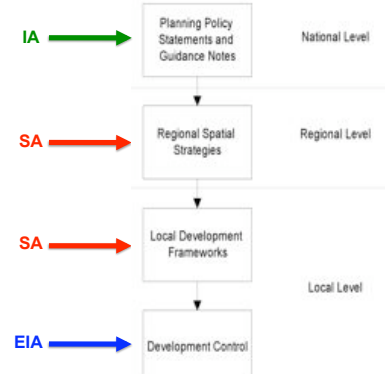 IA
Planning Policy
Statements and
Guidance Notes
National Level
SA
Regional Spatial
Strategies
Regional Level
SA
Local Development
Frameworks
Local Level
EIA
Development Control